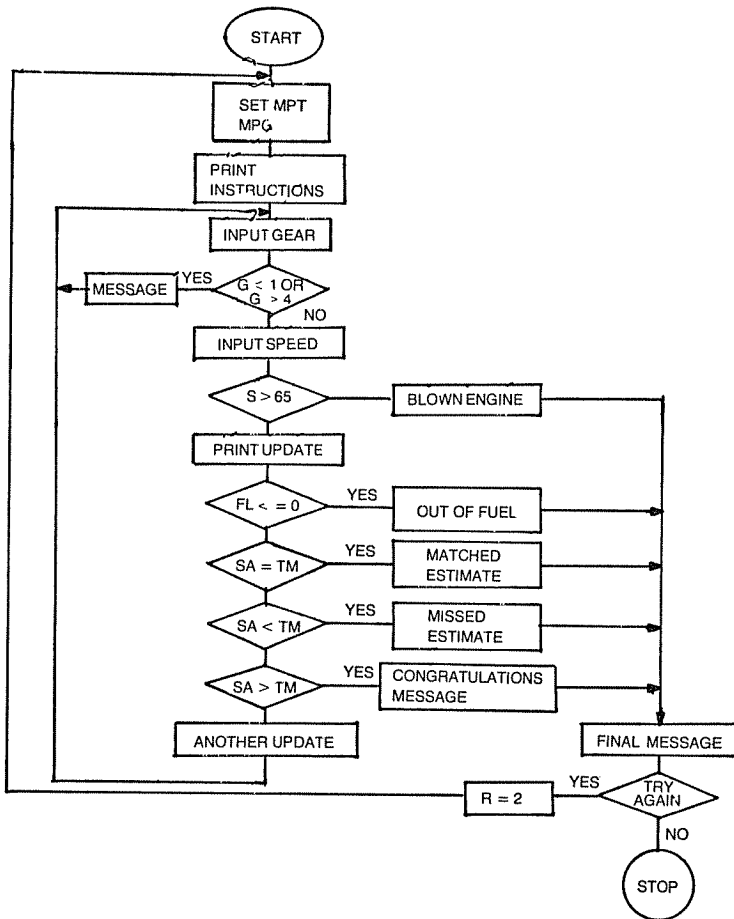 START
SET MPT
MPG
PRINT
INSTRUCTIONS
INPUT GEAR
G < 1 OR
G > 4
YES
MESSAGE
NO
INPUT SPEED
S > 65
BLOWN ENGINE
PRINT UPDATE
FL < = 0
YES
OUT OF FUEL
SA = TM
YES
MATCHED
ESTIMATE
SA < TM
YES
MISSED
ESTIMATE
SA > TM
YES
CONGRATULATIONS
MESSAGE
ANOTHER UPDATE
FINAL MESSAGE
TRY
AGAIN
YES
R = 2
NO
STOP